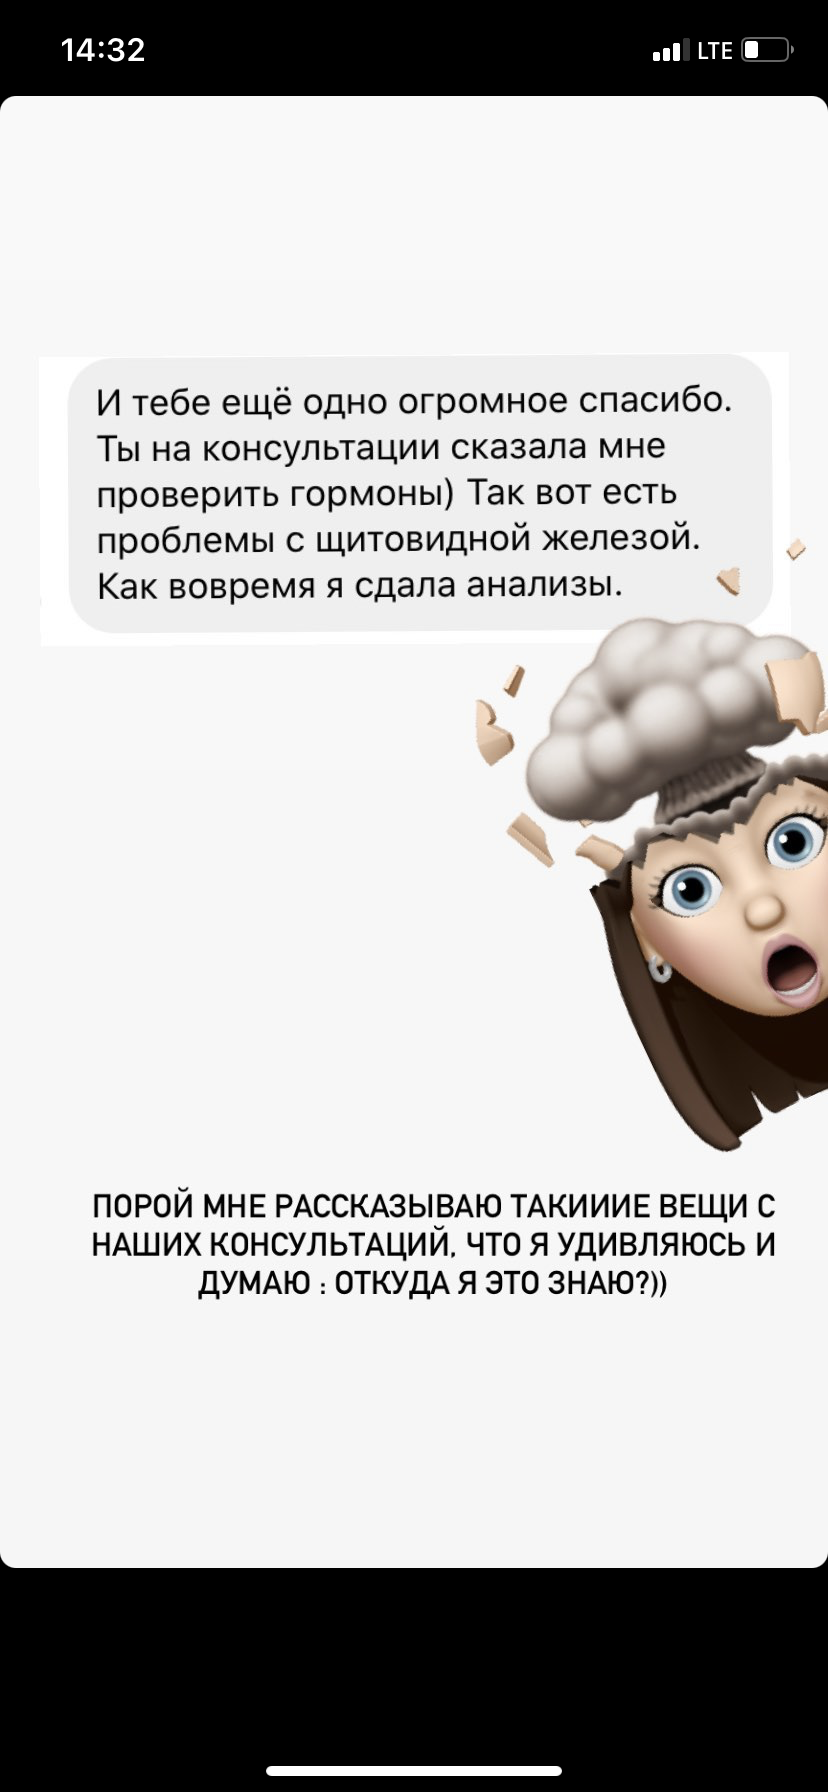 14:32
LTE
И тебе ещё одно огромное спасибо.
Ты на консультации сказала мне
проверить гормоны) Так вот есть
проблемы с щитовидной железой.
Как вовремя я сдала анализы.
ПОРОЙ МНЕ РАССКАЗЫВАЮ ТАКИИИЕ ВЕЩИ С
НАШИХ КОНСУЛЬТАЦИЙ, ЧТО Я УДИВЛЯЮСЬ И
ДУМАЮ : ОТКУДА Я ЭТО ЗНАЮ?))